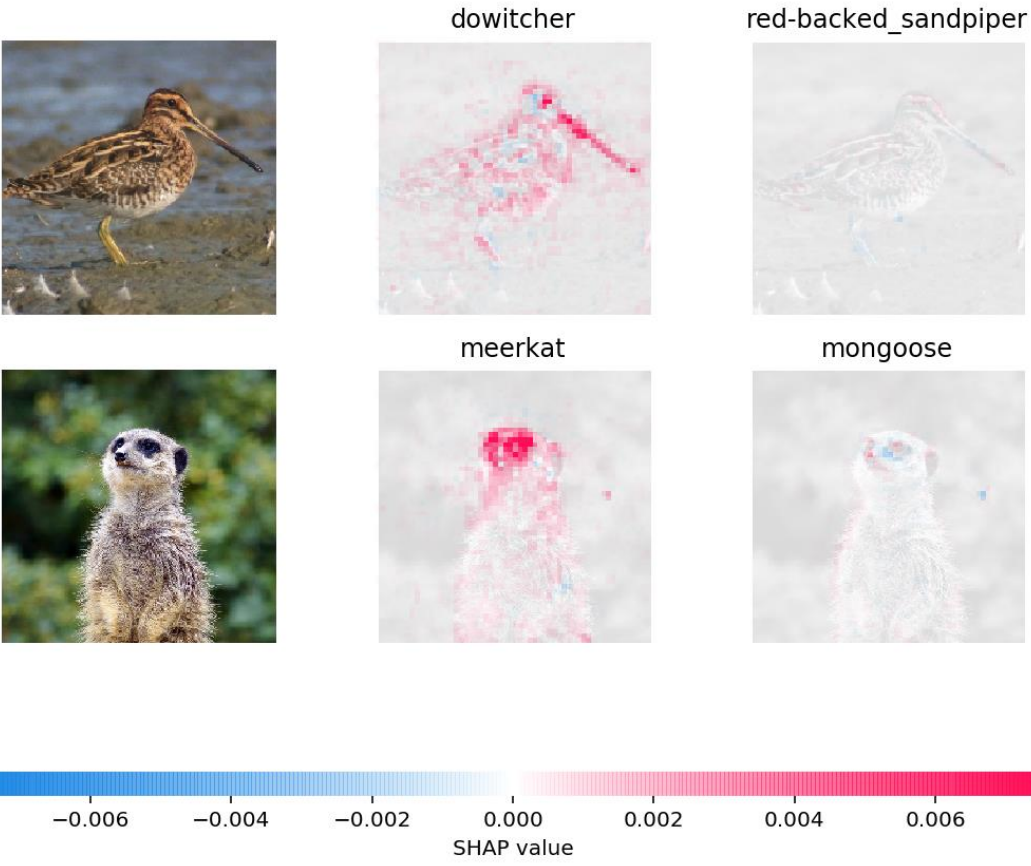 dowitcher
red-backed_sandpiper
meerkat
mongoose
−0.006 −0.004 −0.002 0.000 0.002 0.004 0.006
SHAP value